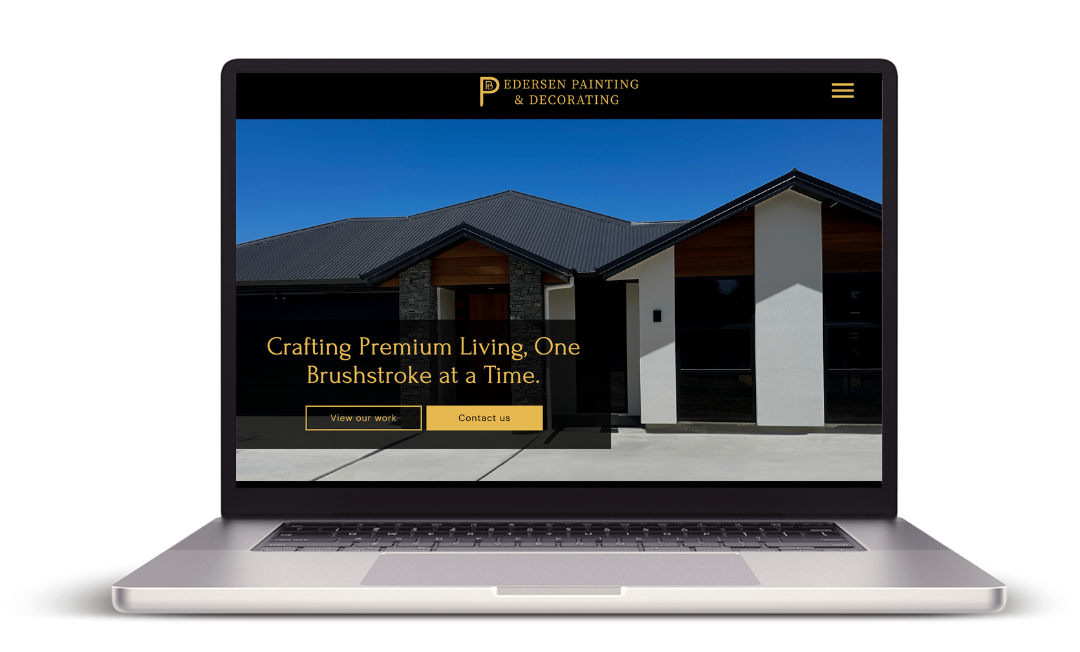 PEDERSEN PAINTING
& DECORATING
Crafting Premium Living, One
Brushstroke at a Time.
View our work
Contact us